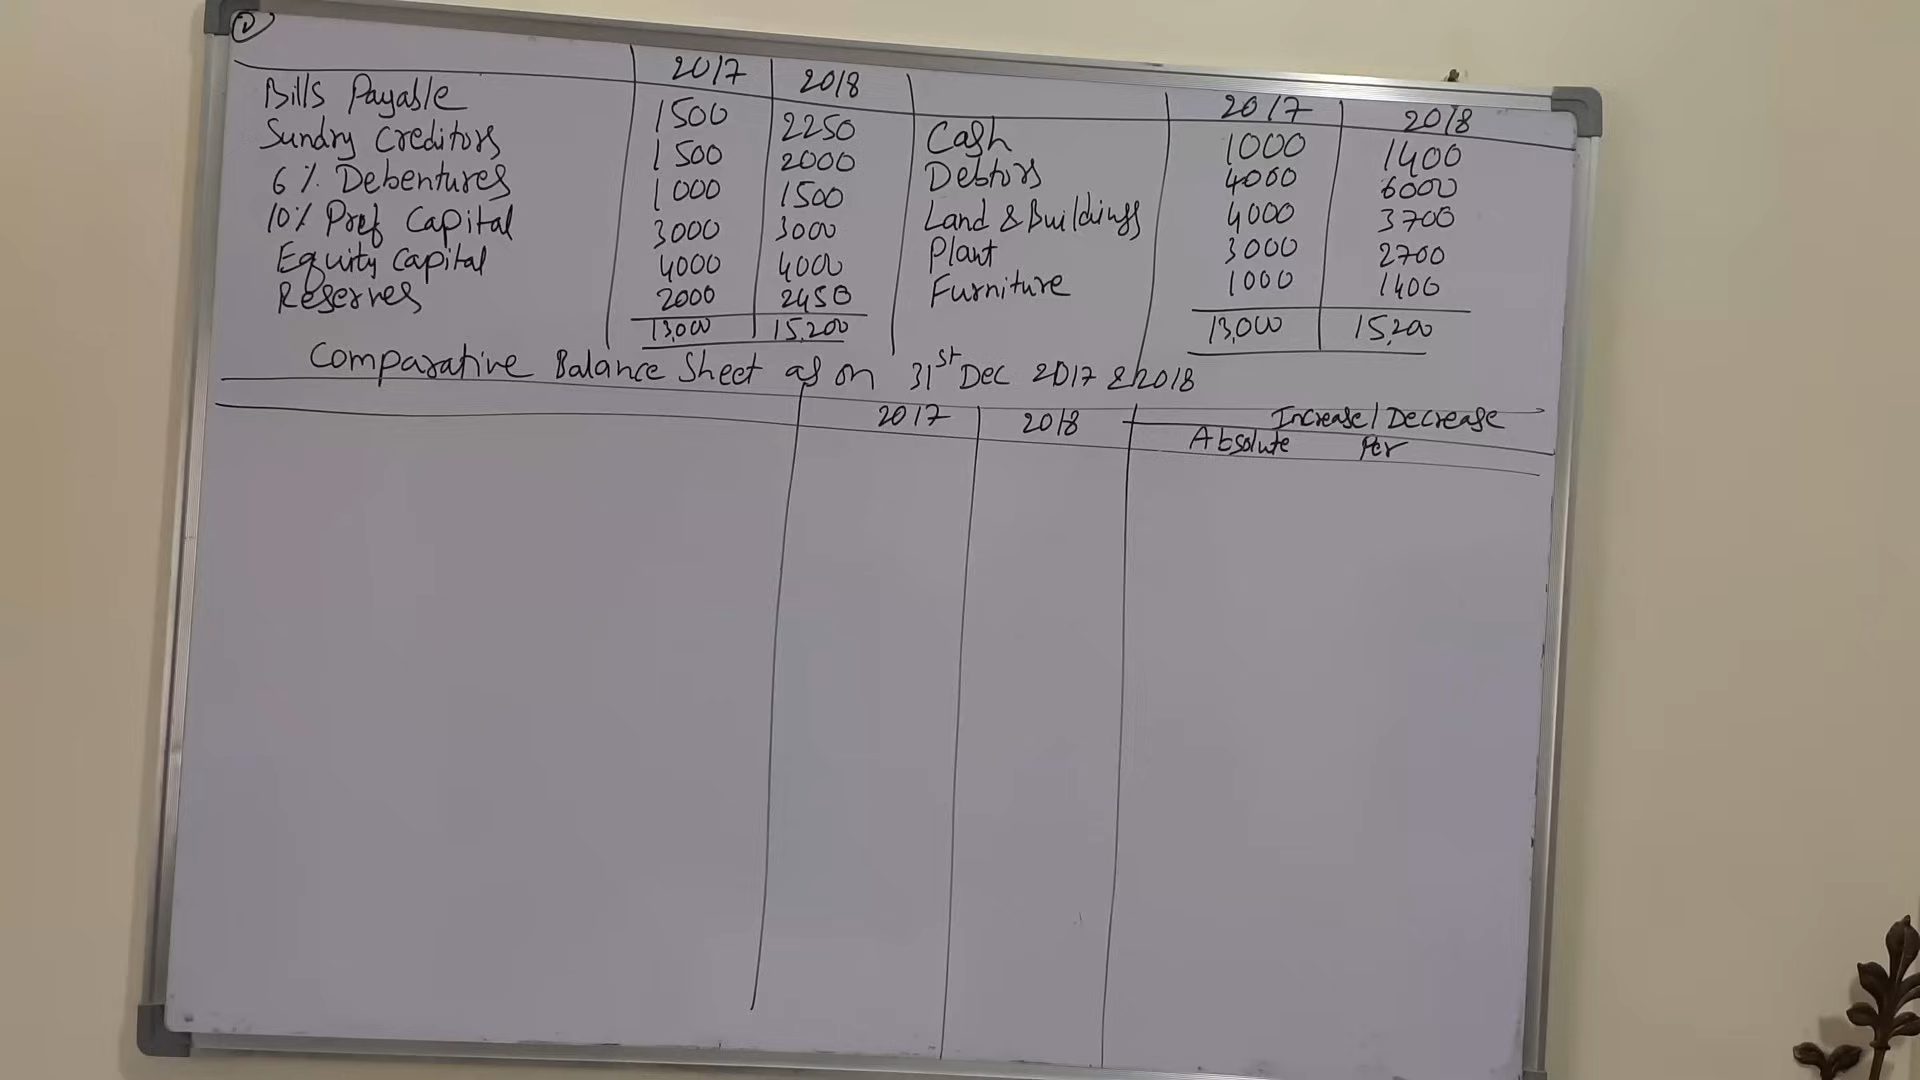 1
2017 2018 2017 2018
Bills Payable 1500 2250 Cash 1000 1400
Sundry Creditors 1500 2000 Debtors 4000 6000
6% Debentures 1000 1500 Land & Buildings 4000 3700
10% Pref Capital 3000 3000 Plant 3000 2700
Equity Capital 4000 4000 Furniture 1000 1400
Reserves 2000 2450
13,000 15,200 13,000 15,200
Comparative Balance Sheet as on 31st Dec 2017 & 2018
2017 2018 Increase / Decrease
Absolute Per